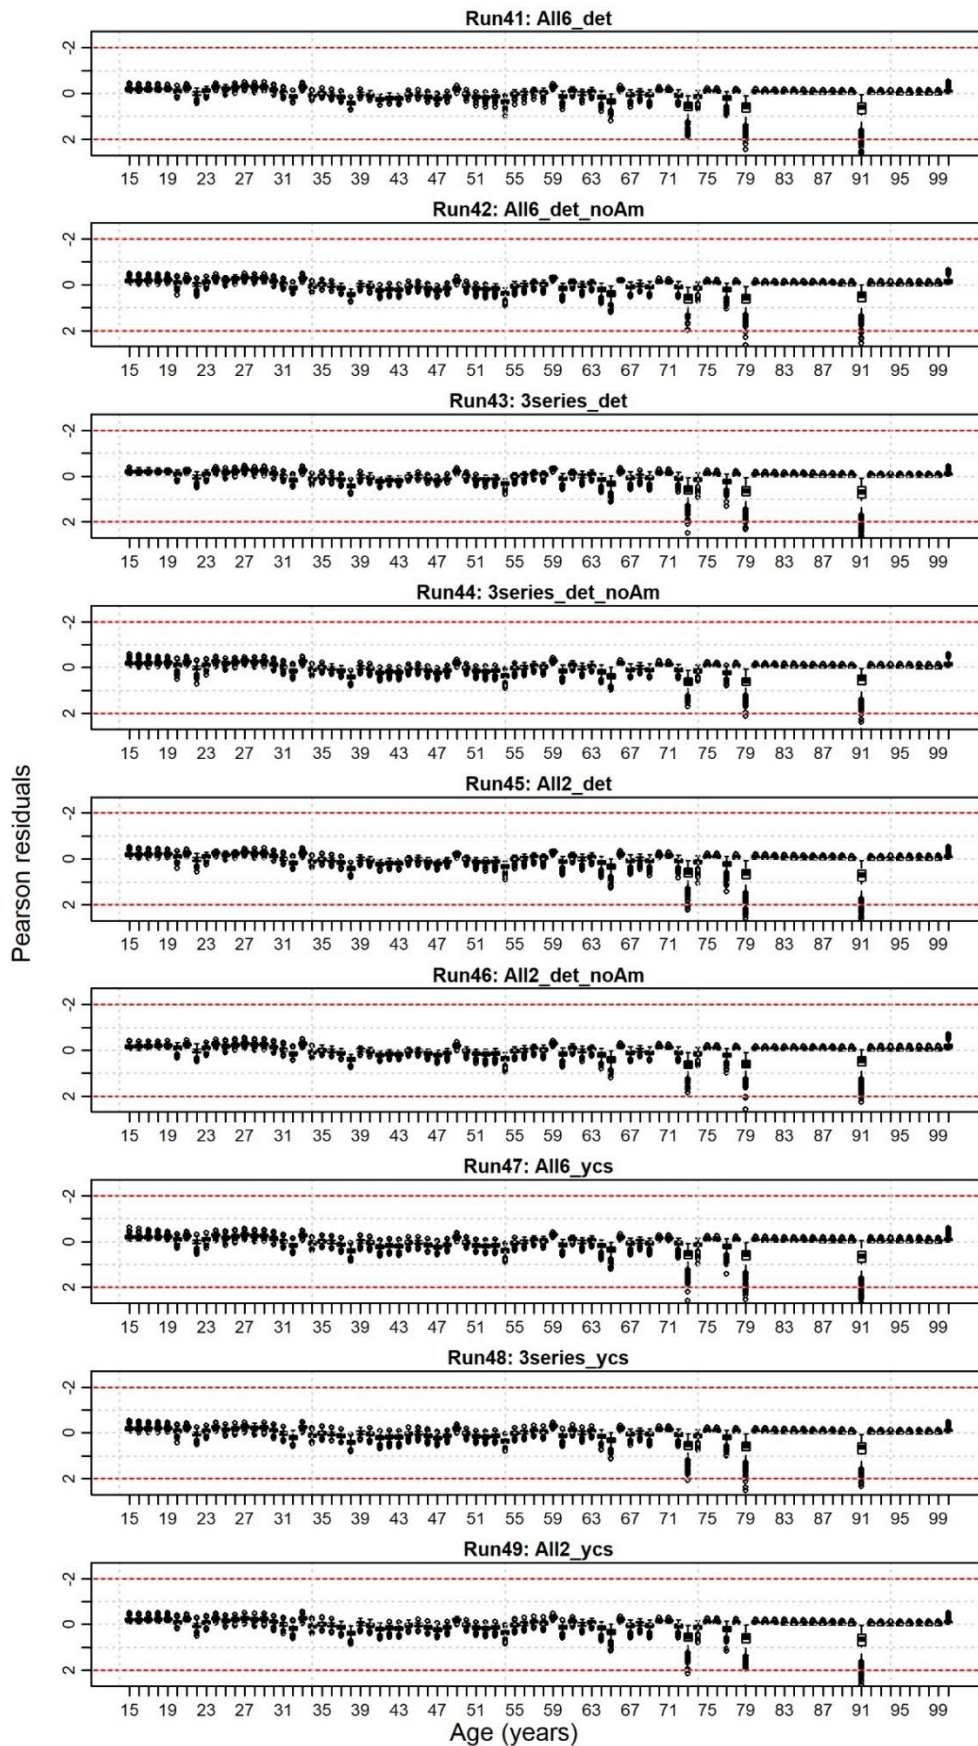 Run41: All6_det
-2
0
2
15 19 23 27 31 35 39 43 47 51 55 59 63 67 71 75 79 83 87 91 95 99
Run42: All6_det_noAm
-2
0
2
15 19 23 27 31 35 39 43 47 51 55 59 63 67 71 75 79 83 87 91 95 99
Run43: 3series_det
-2
0
2
15 19 23 27 31 35 39 43 47 51 55 59 63 67 71 75 79 83 87 91 95 99
Run44: 3series_det_noAm
-2
0
2
15 19 23 27 31 35 39 43 47 51 55 59 63 67 71 75 79 83 87 91 95 99
Pearson residuals
Run45: All2_det
-2
0
2
15 19 23 27 31 35 39 43 47 51 55 59 63 67 71 75 79 83 87 91 95 99
Run46: All2_det_noAm
-2
0
2
15 19 23 27 31 35 39 43 47 51 55 59 63 67 71 75 79 83 87 91 95 99
Run47: All6_ycs
-2
0
2
15 19 23 27 31 35 39 43 47 51 55 59 63 67 71 75 79 83 87 91 95 99
Run48: 3series_ycs
-2
0
2
15 19 23 27 31 35 39 43 47 51 55 59 63 67 71 75 79 83 87 91 95 99
Run49: All2_ycs
-2
0
2
15 19 23 27 31 35 39 43 47 51 55 59 63 67 71 75 79 83 87 91 95 99
Age (years)